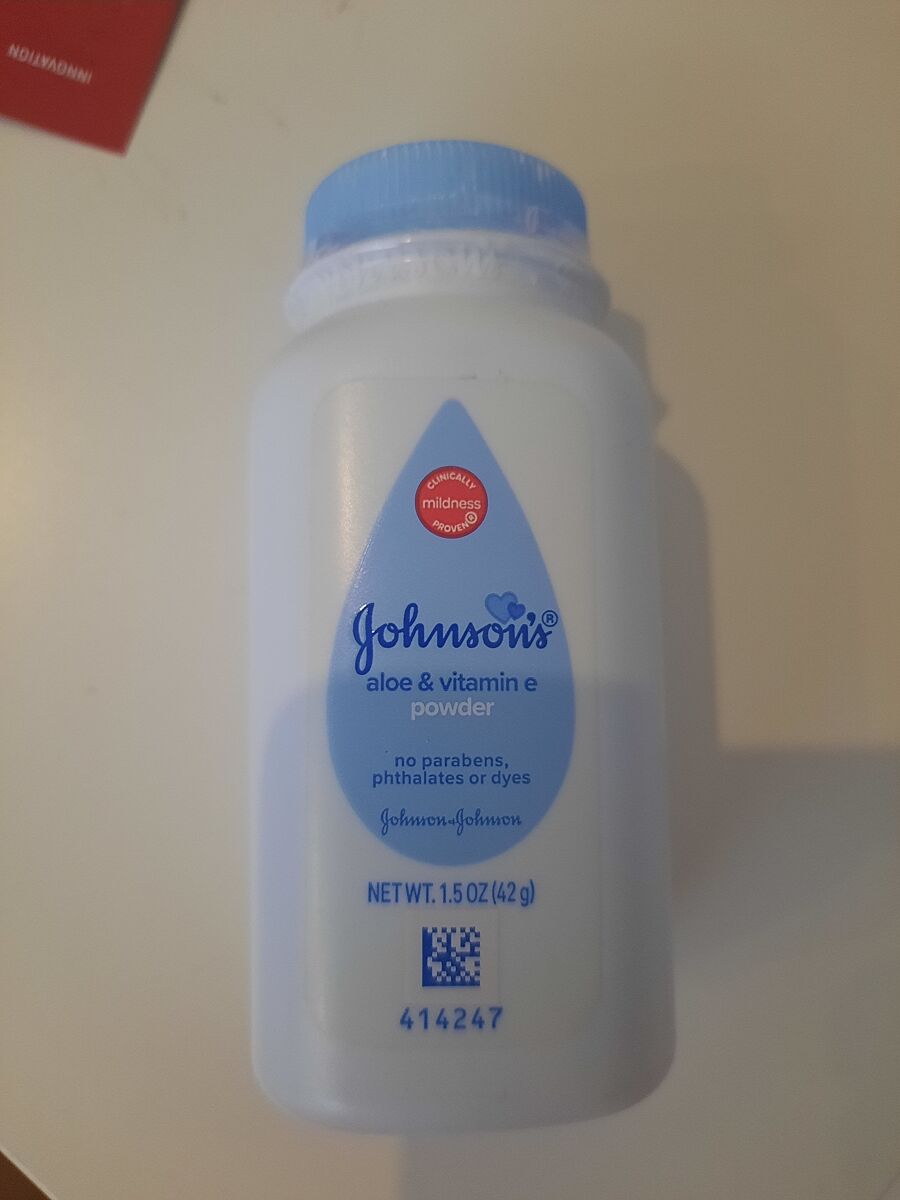 INNOVATION
CLINICALLY
mildness
PROVEN®
Johnson's®
aloe & vitamin e
powder
no parabens,
phthalates or dyes
Johnson & Johnson
NET WT. 1.5 OZ (42 g)
414247